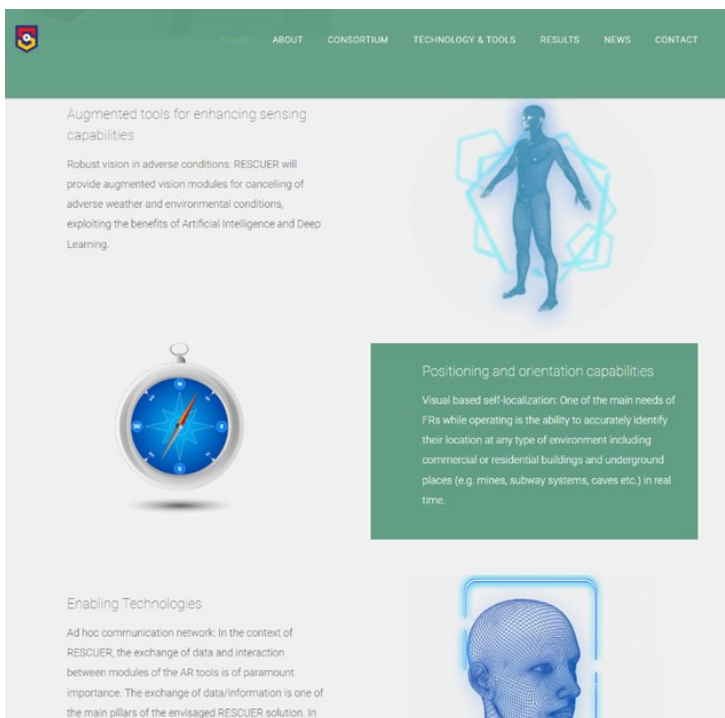 HOME ABOUT CONSORTIUM TECHNOLOGY & TOOLS RESULTS NEWS CONTACT
Augmented tools for enhancing sensing
capabilities
Robust vision in adverse conditions: RESCUER will
provide augmented vision modules for cancelling of
adverse weather and environmental conditions,
exploiting the benefits of Artificial Intelligence and Deep
Learning.
N
W E
S
Positioning and orientation capabilities
Visual based self-localization: One of the main needs of
FRs while operating is the ability to accurately identify
their location at any type of environment including
commercial or residential buildings and underground
places (e.g. mines, subway systems, caves etc.) in real
time.
Enabling Technologies
Ad hoc communication network: In the context of
RESCUER, the exchange of data and interaction
between modules of the AR tools is of paramount
importance. The exchange of data/information is one of
the main pillars of the envisaged RESCUER solution. In